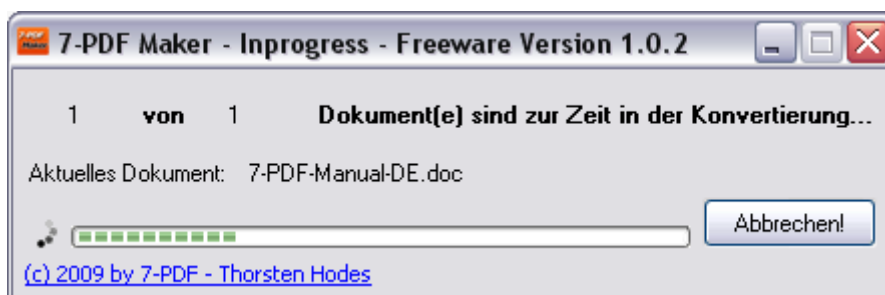 7-PDF Maker - Inprogress - Freeware Version 1.0.2
1 von 1 Dokument(e) sind zur Zeit in der Konvertierung...
Aktuelles Dokument: 7-PDF-Manual-DE.doc
Abbrechen!
(c) 2009 by 7-PDF - Thorsten Hodes